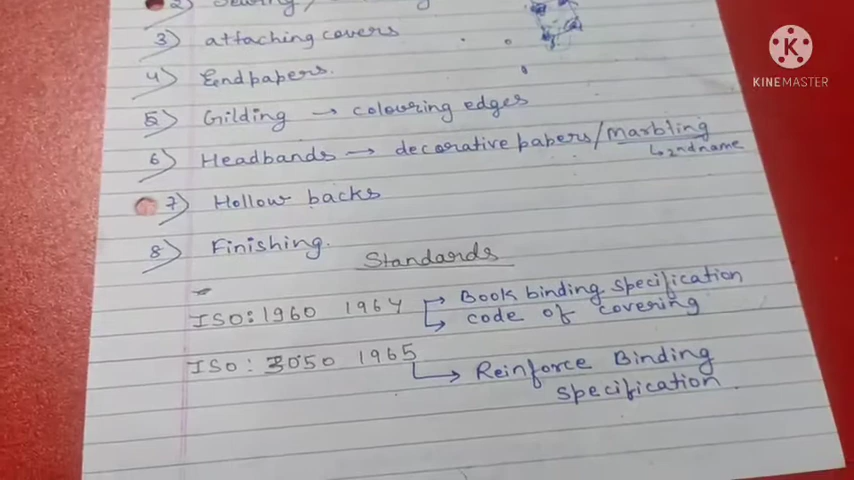 2) Sewing /
3) attaching covers
4) Endpapers.
5) Gilding → colouring edges
6) Headbands → decorative papers/marbling
↳ 2nd name
7) Hollow backs
8) Finishing.
Standards
ISO:1960 1964 → Book binding specification
→ code of covering
ISO: 3050 1965
→ Reinforce Binding
specification.
K
KINEMASTER